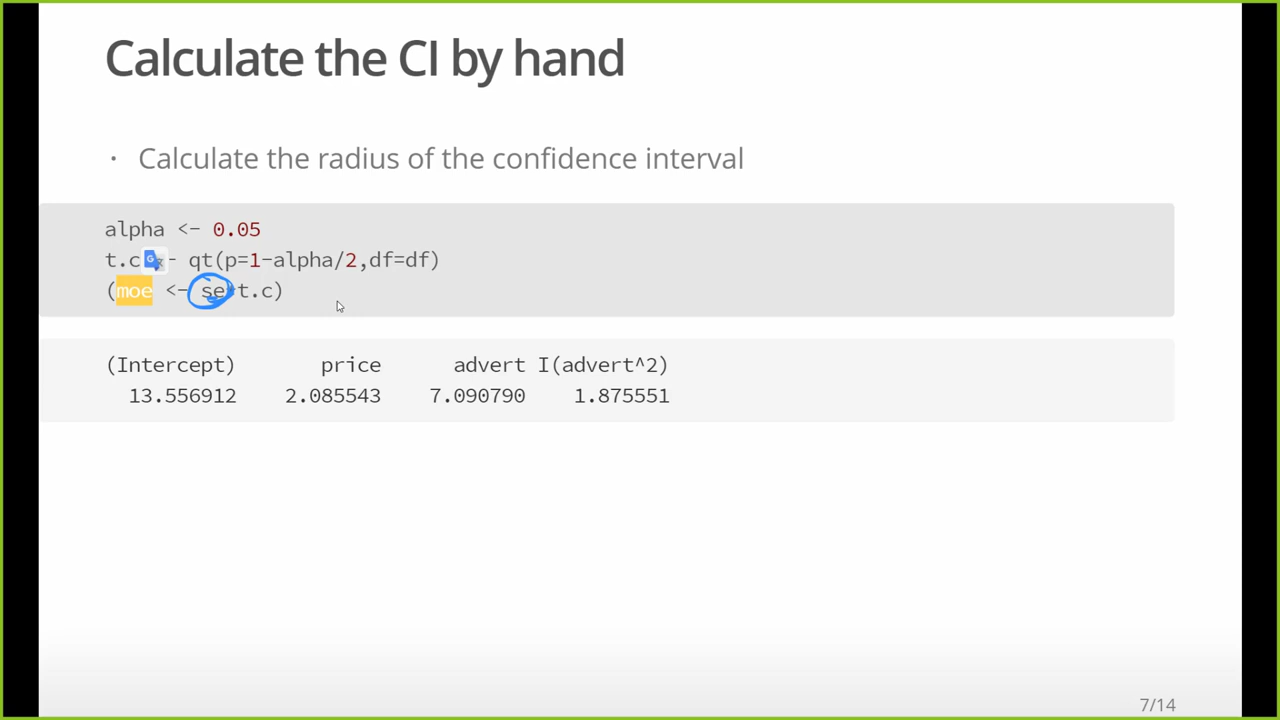 Calculate the CI by hand
· Calculate the radius of the confidence interval
alpha <- 0.05
t.c - qt(p=1-alpha/2,df=df)
(moe <- se*t.c)
(Intercept) price advert I(advert^2)
13.556912 2.085543 7.090790 1.875551
7/14